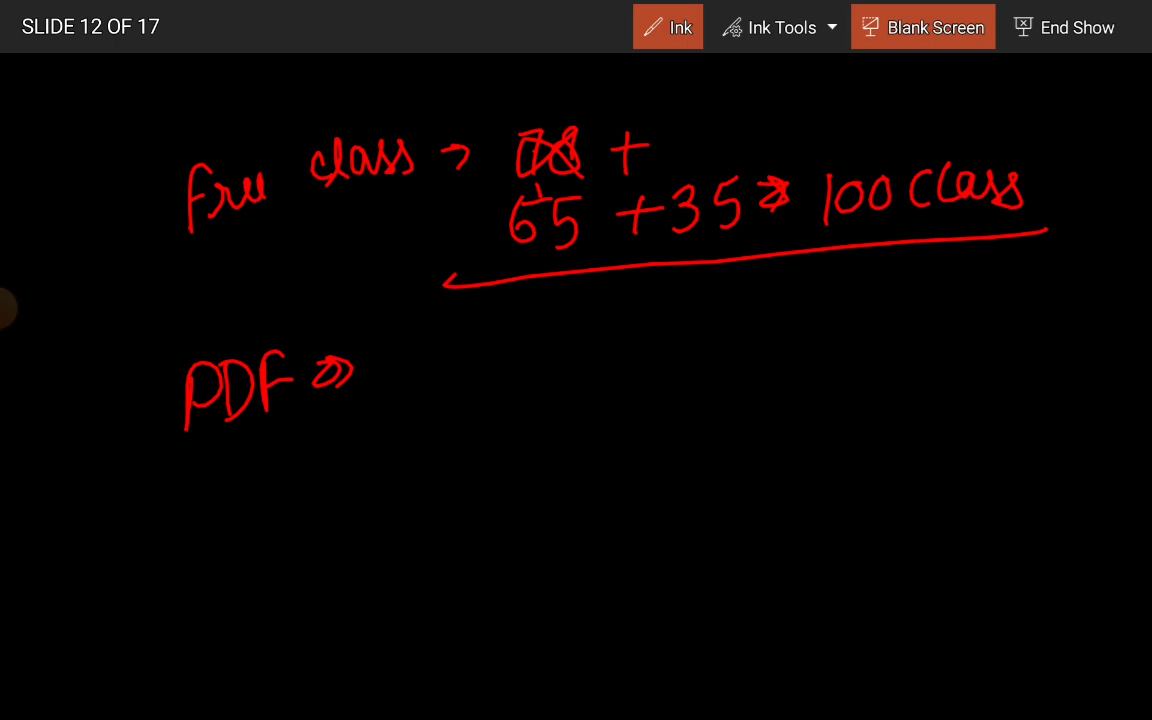 SLIDE 12 OF 17
Ink
Ink Tools
Blank Screen
End Show
Free class → +
65 + 35 → 100 Class
PDF ⇒